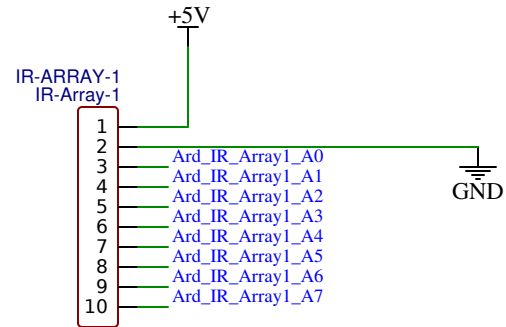 +5V
IR-ARRAY-1
IR-Array-1
1
2
3 Ard_IR_Array1_A0
4 Ard_IR_Array1_A1
5 Ard_IR_Array1_A2
6 Ard_IR_Array1_A3
7 Ard_IR_Array1_A4
8 Ard_IR_Array1_A5
9 Ard_IR_Array1_A6
10 Ard_IR_Array1_A7
GND